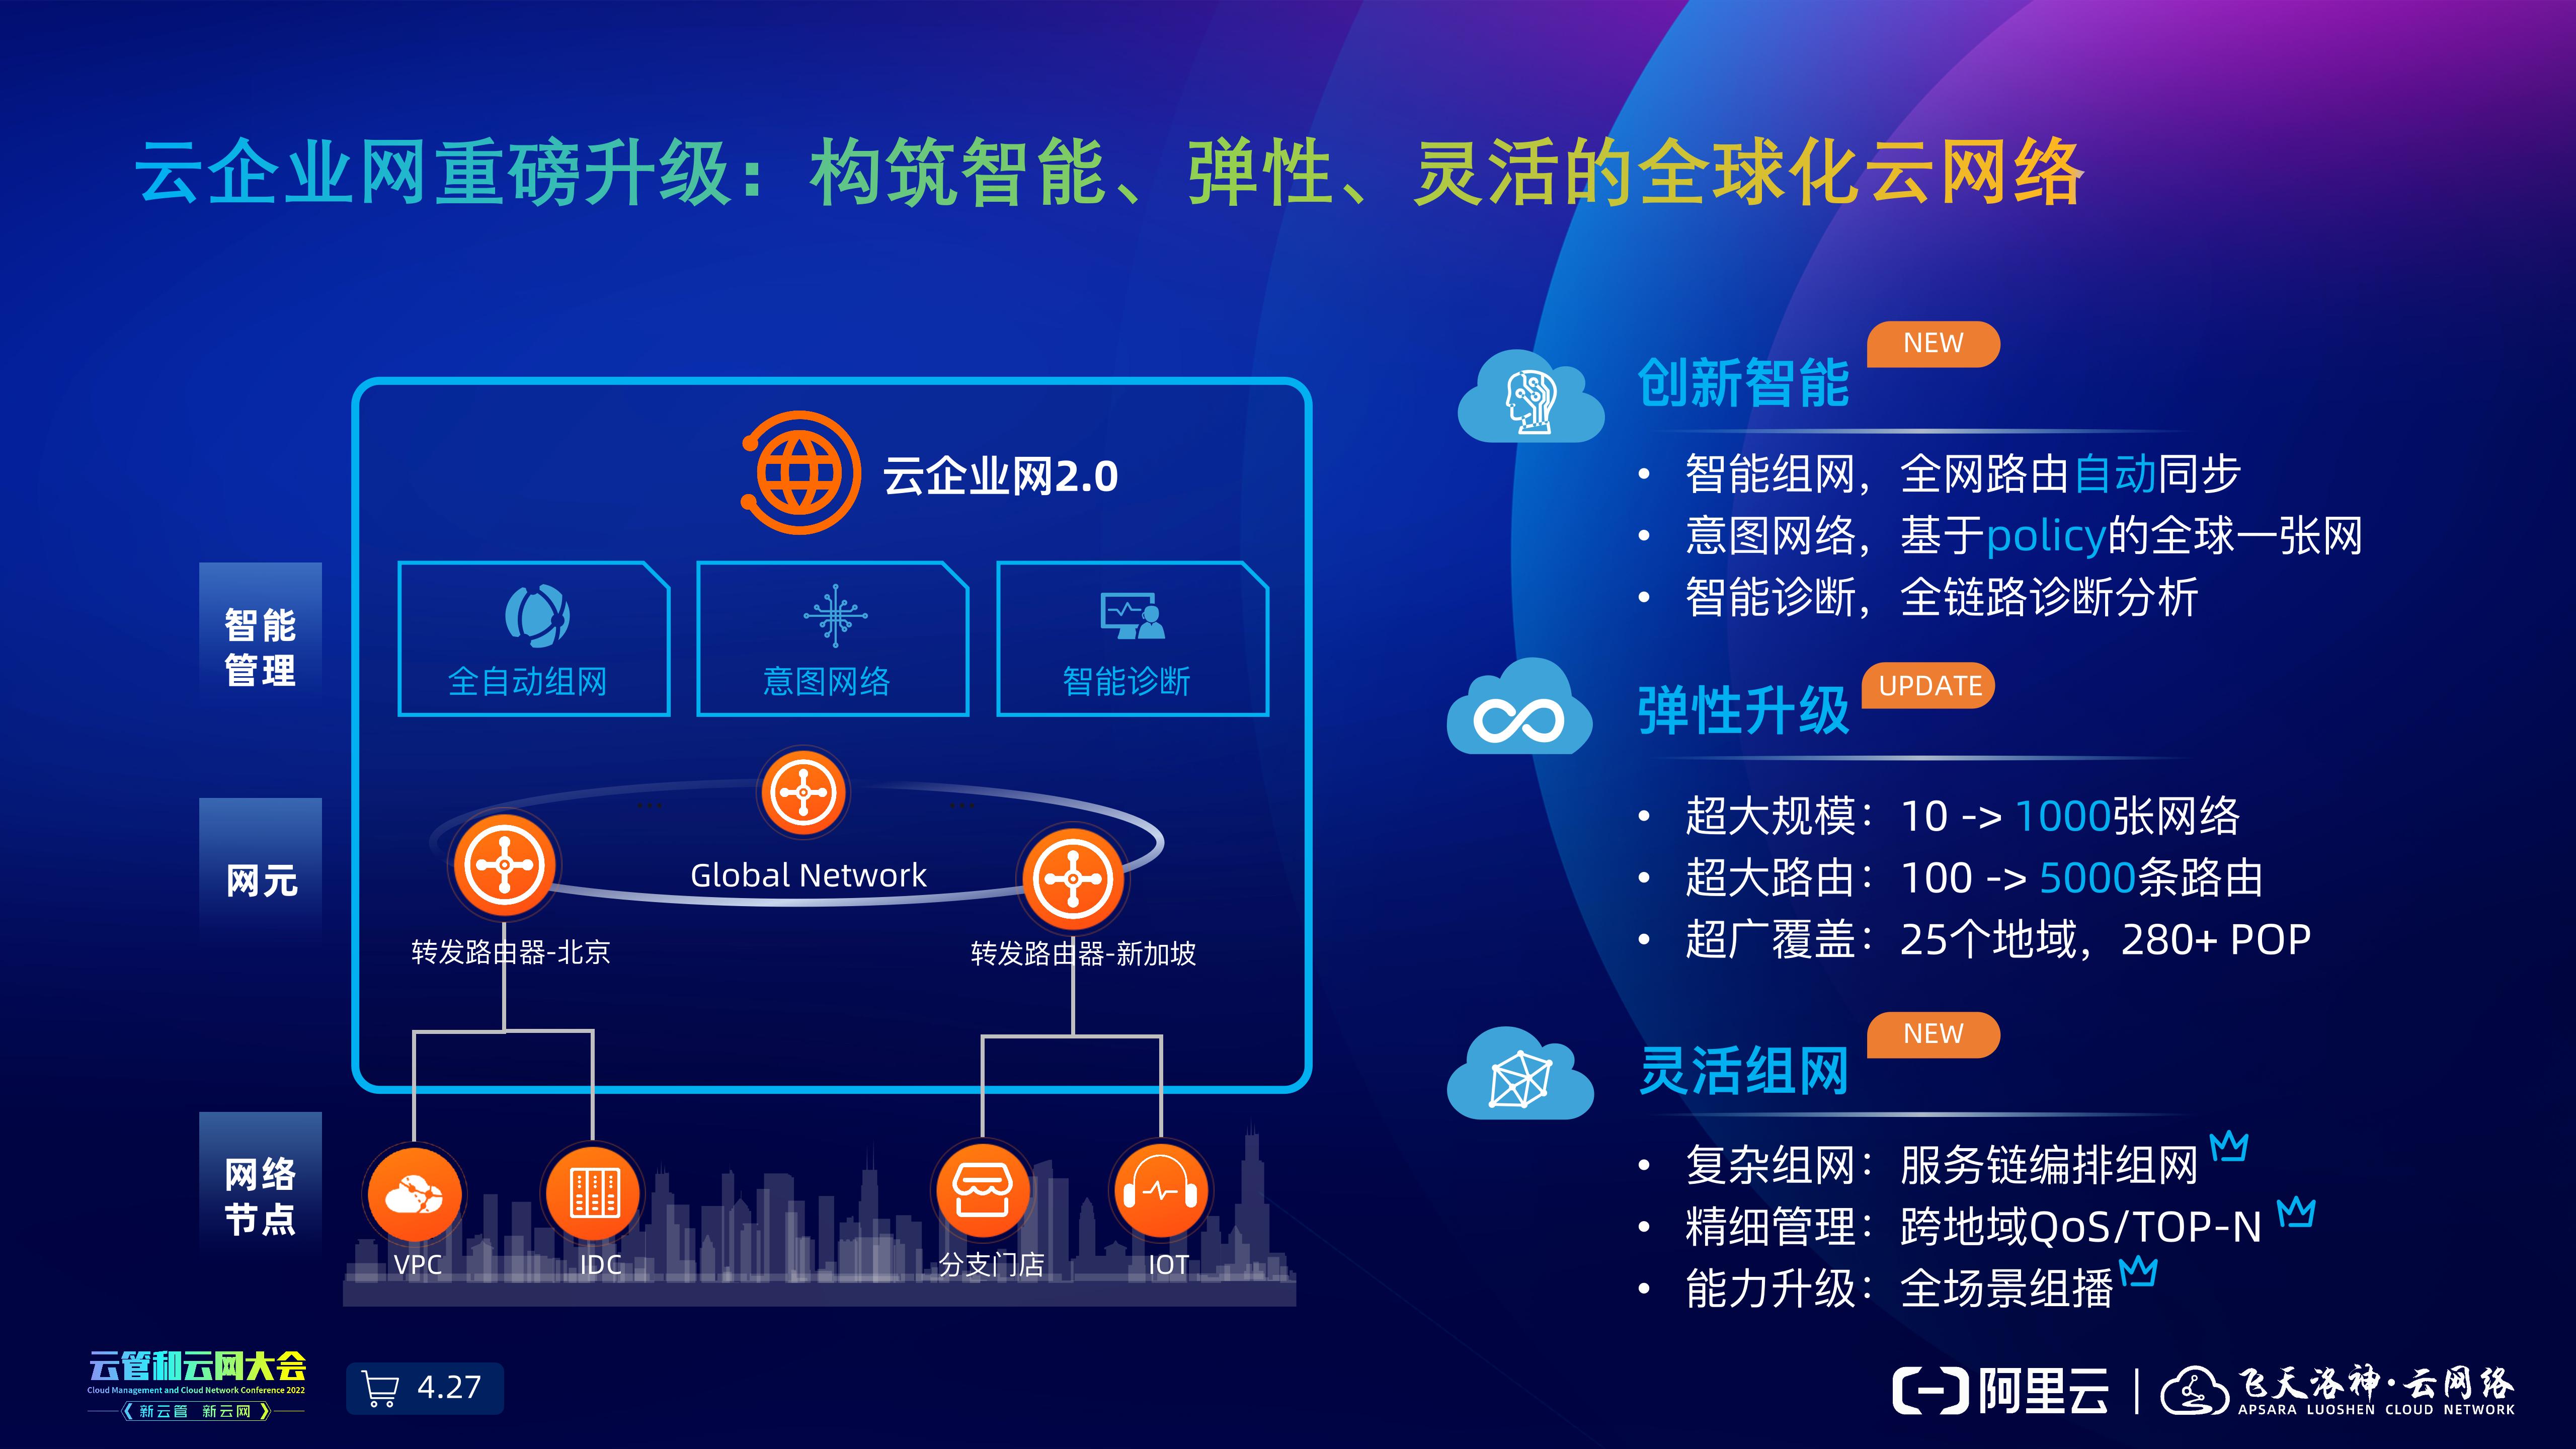 云企业网重磅升级：构筑智能、弹性、灵活的全球化云网络
云企业网2.0
智能
管理
全自动组网
意图网络
智能诊断
网元
...
...
Global Network
转发路由器-北京
转发路由器-新加坡
网络
节点
VPC
IDC
分支门店
IOT
创新智能
NEW
• 智能组网，全网路由自动同步
• 意图网络，基于policy的全球一张网
• 智能诊断，全链路诊断分析
弹性升级
UPDATE
• 超大规模：10 -> 1000张网络
• 超大路由：100 -> 5000条路由
• 超广覆盖：25个地域，280+ POP
灵活组网
NEW
• 复杂组网：服务链编排组网
• 精细管理：跨地域QoS/TOP-N
• 能力升级：全场景组播
云管和云网大会
Cloud Management and Cloud Network Conference 2022
《 新云管 新云网 》
4.27
阿里云
飞天洛神·云网络
APSARA LUOSHEN CLOUD NETWORK